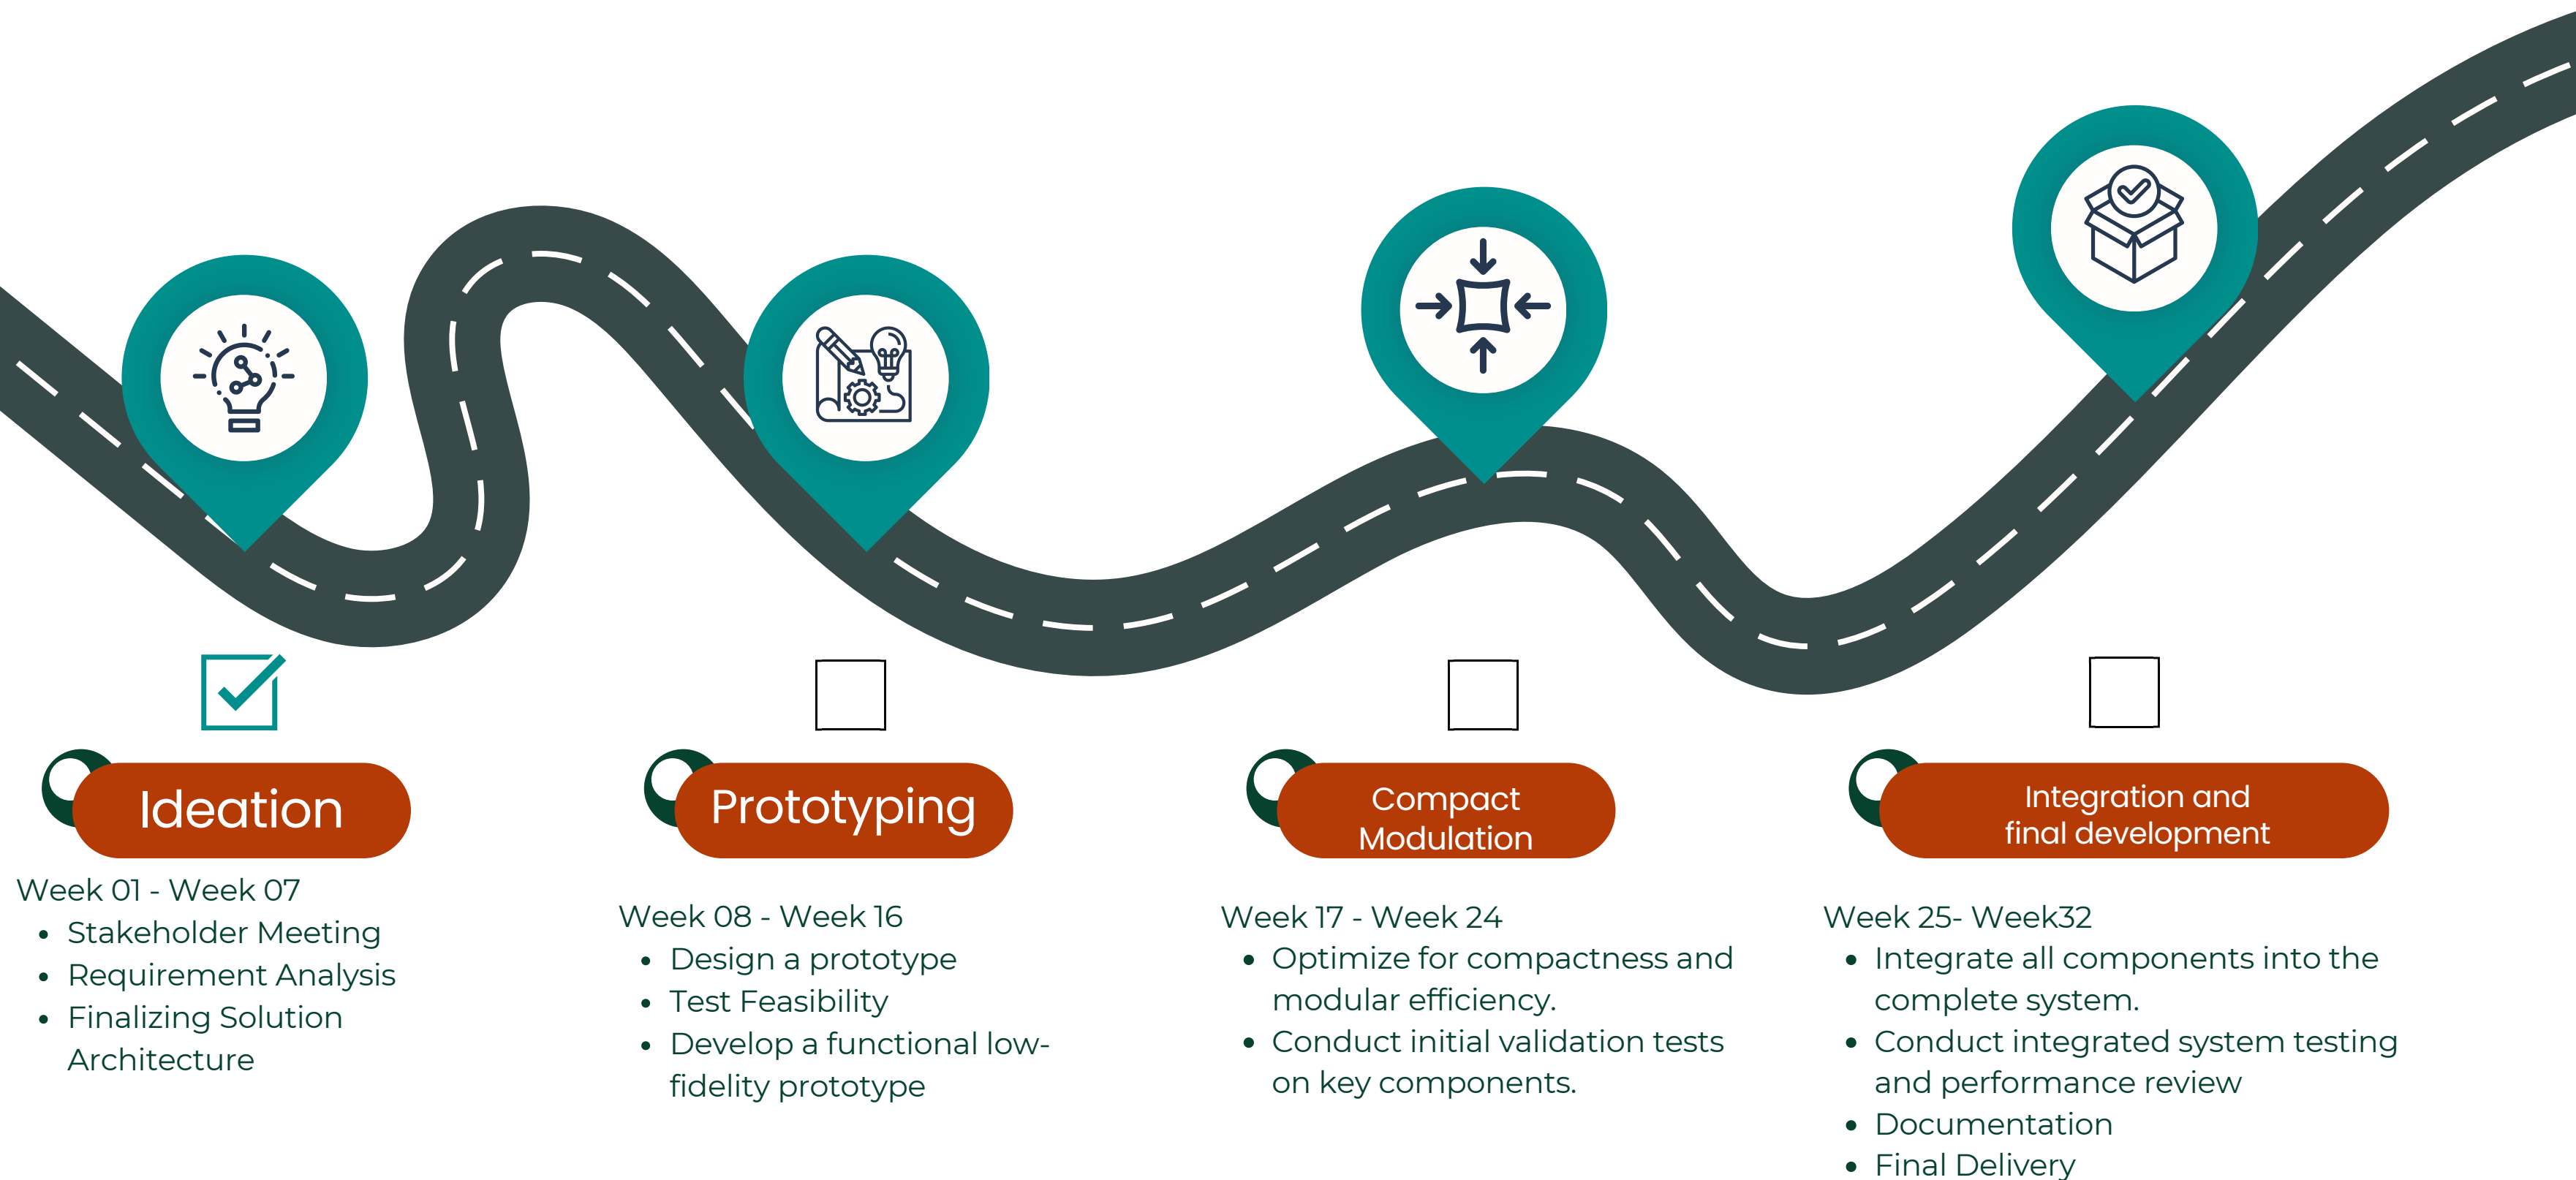 Ideation
Week 01 - Week 07
• Stakeholder Meeting
• Requirement Analysis
• Finalizing Solution
Architecture
Prototyping
Week 08 - Week 16
• Design a prototype
• Test Feasibility
• Develop a functional low-
fidelity prototype
Compact
Modulation
Week 17 - Week 24
• Optimize for compactness and
modular efficiency.
• Conduct initial validation tests
on key components.
Integration and
final development
Week 25- Week32
• Integrate all components into the
complete system.
• Conduct integrated system testing
and performance review
• Documentation
• Final Delivery